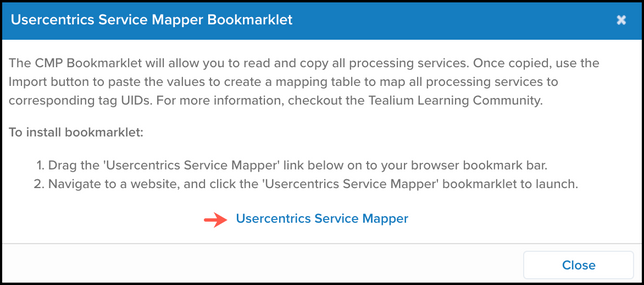 Usercentrics Service Mapper Bookmarklet
The CMP Bookmarklet will allow you to read and copy all processing services. Once copied, use the
Import button to paste the values to create a mapping table to map all processing services to
corresponding tag UIDs. For more information, checkout the Tealium Learning Community.
To install bookmarklet:
1. Drag the 'Usercentrics Service Mapper' link below on to your browser bookmark bar.
2. Navigate to a website, and click the 'Usercentrics Service Mapper' bookmarklet to launch.
Usercentrics Service Mapper
Close